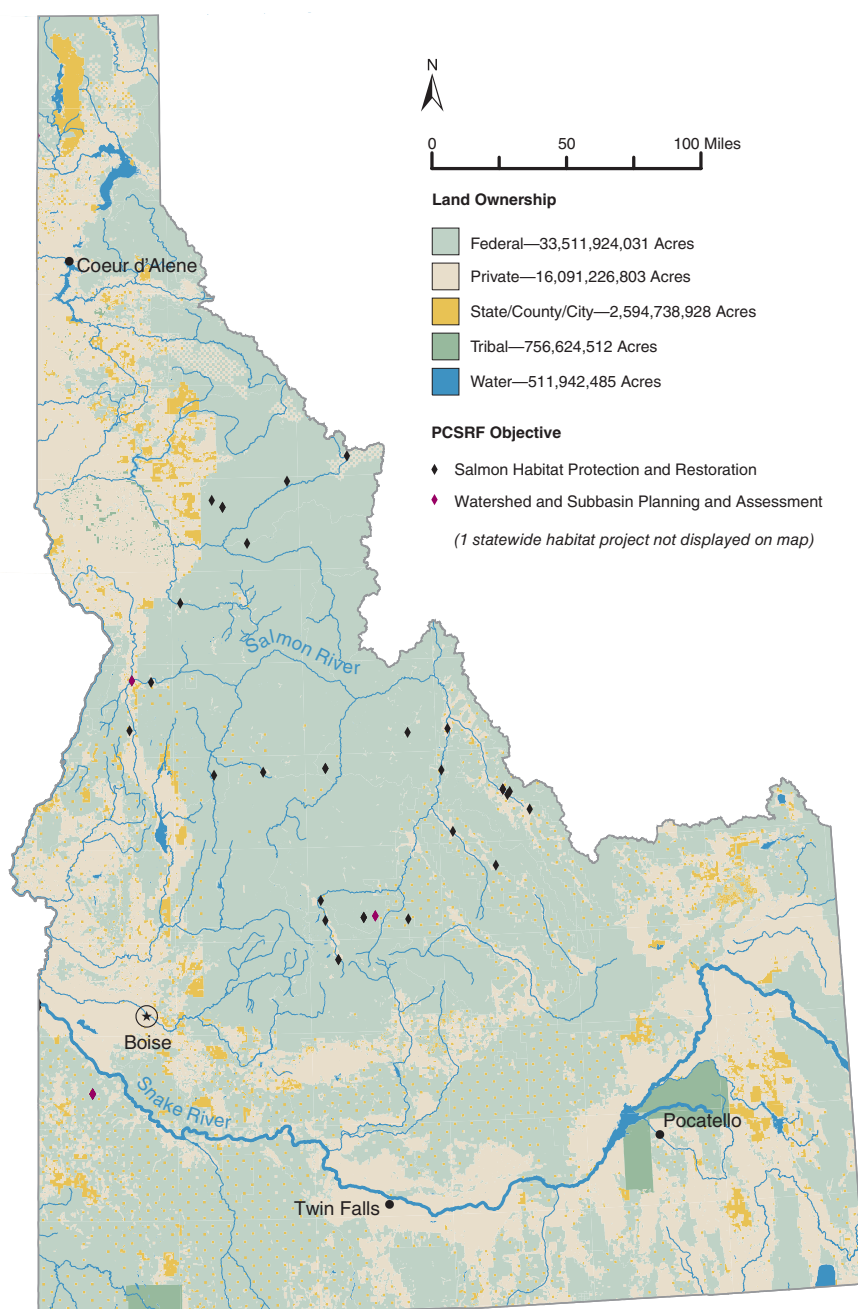 N
0 50 100 Miles
Land Ownership
Federal—33,511,924,031 Acres
Private—16,091,226,803 Acres
State/County/City—2,594,738,928 Acres
Tribal—756,624,512 Acres
Water—511,942,485 Acres
PCSRF Objective
Salmon Habitat Protection and Restoration
Watershed and Subbasin Planning and Assessment
(1 statewide habitat project not displayed on map)
Coeur d'Alene
Salmon River
Boise
Snake River
Pocatello
Twin Falls